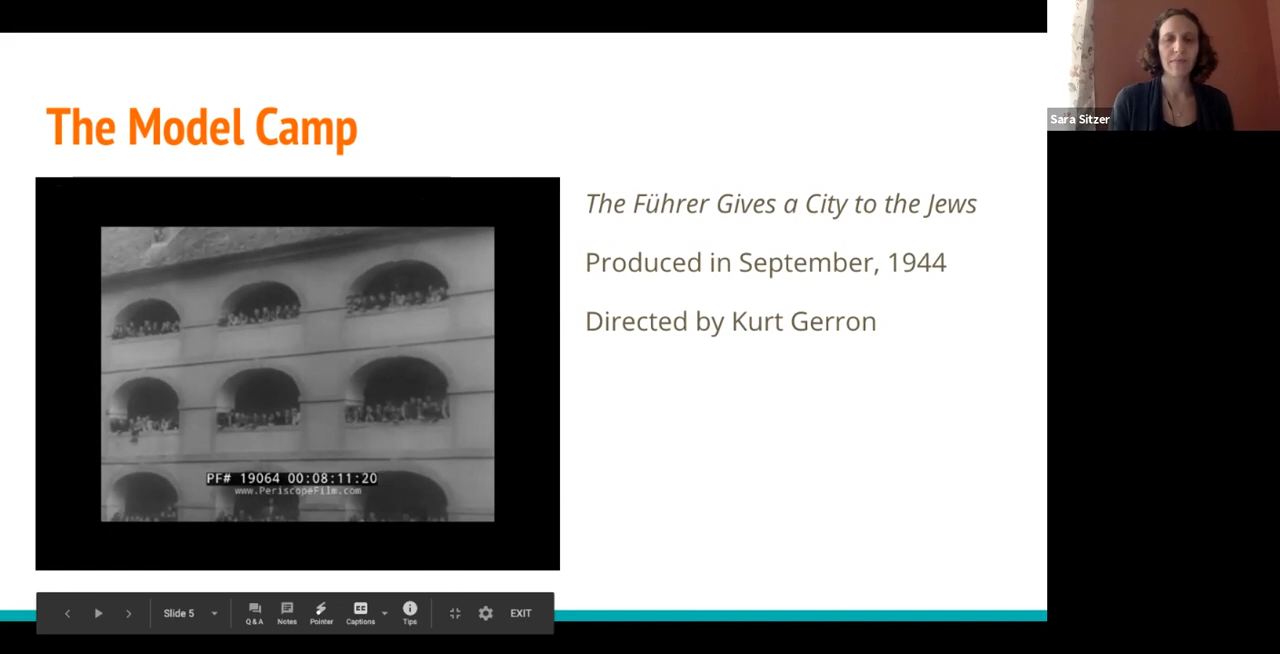 Sara Sitzer
The Model Camp
The Führer Gives a City to the Jews
Produced in September, 1944
Directed by Kurt Gerron
PF# 19064 00:08:11:20
www.PeriscopeFilm.com
Slide 5
Q & A
Notes
Pointer
CC
Captions
Tips
EXIT